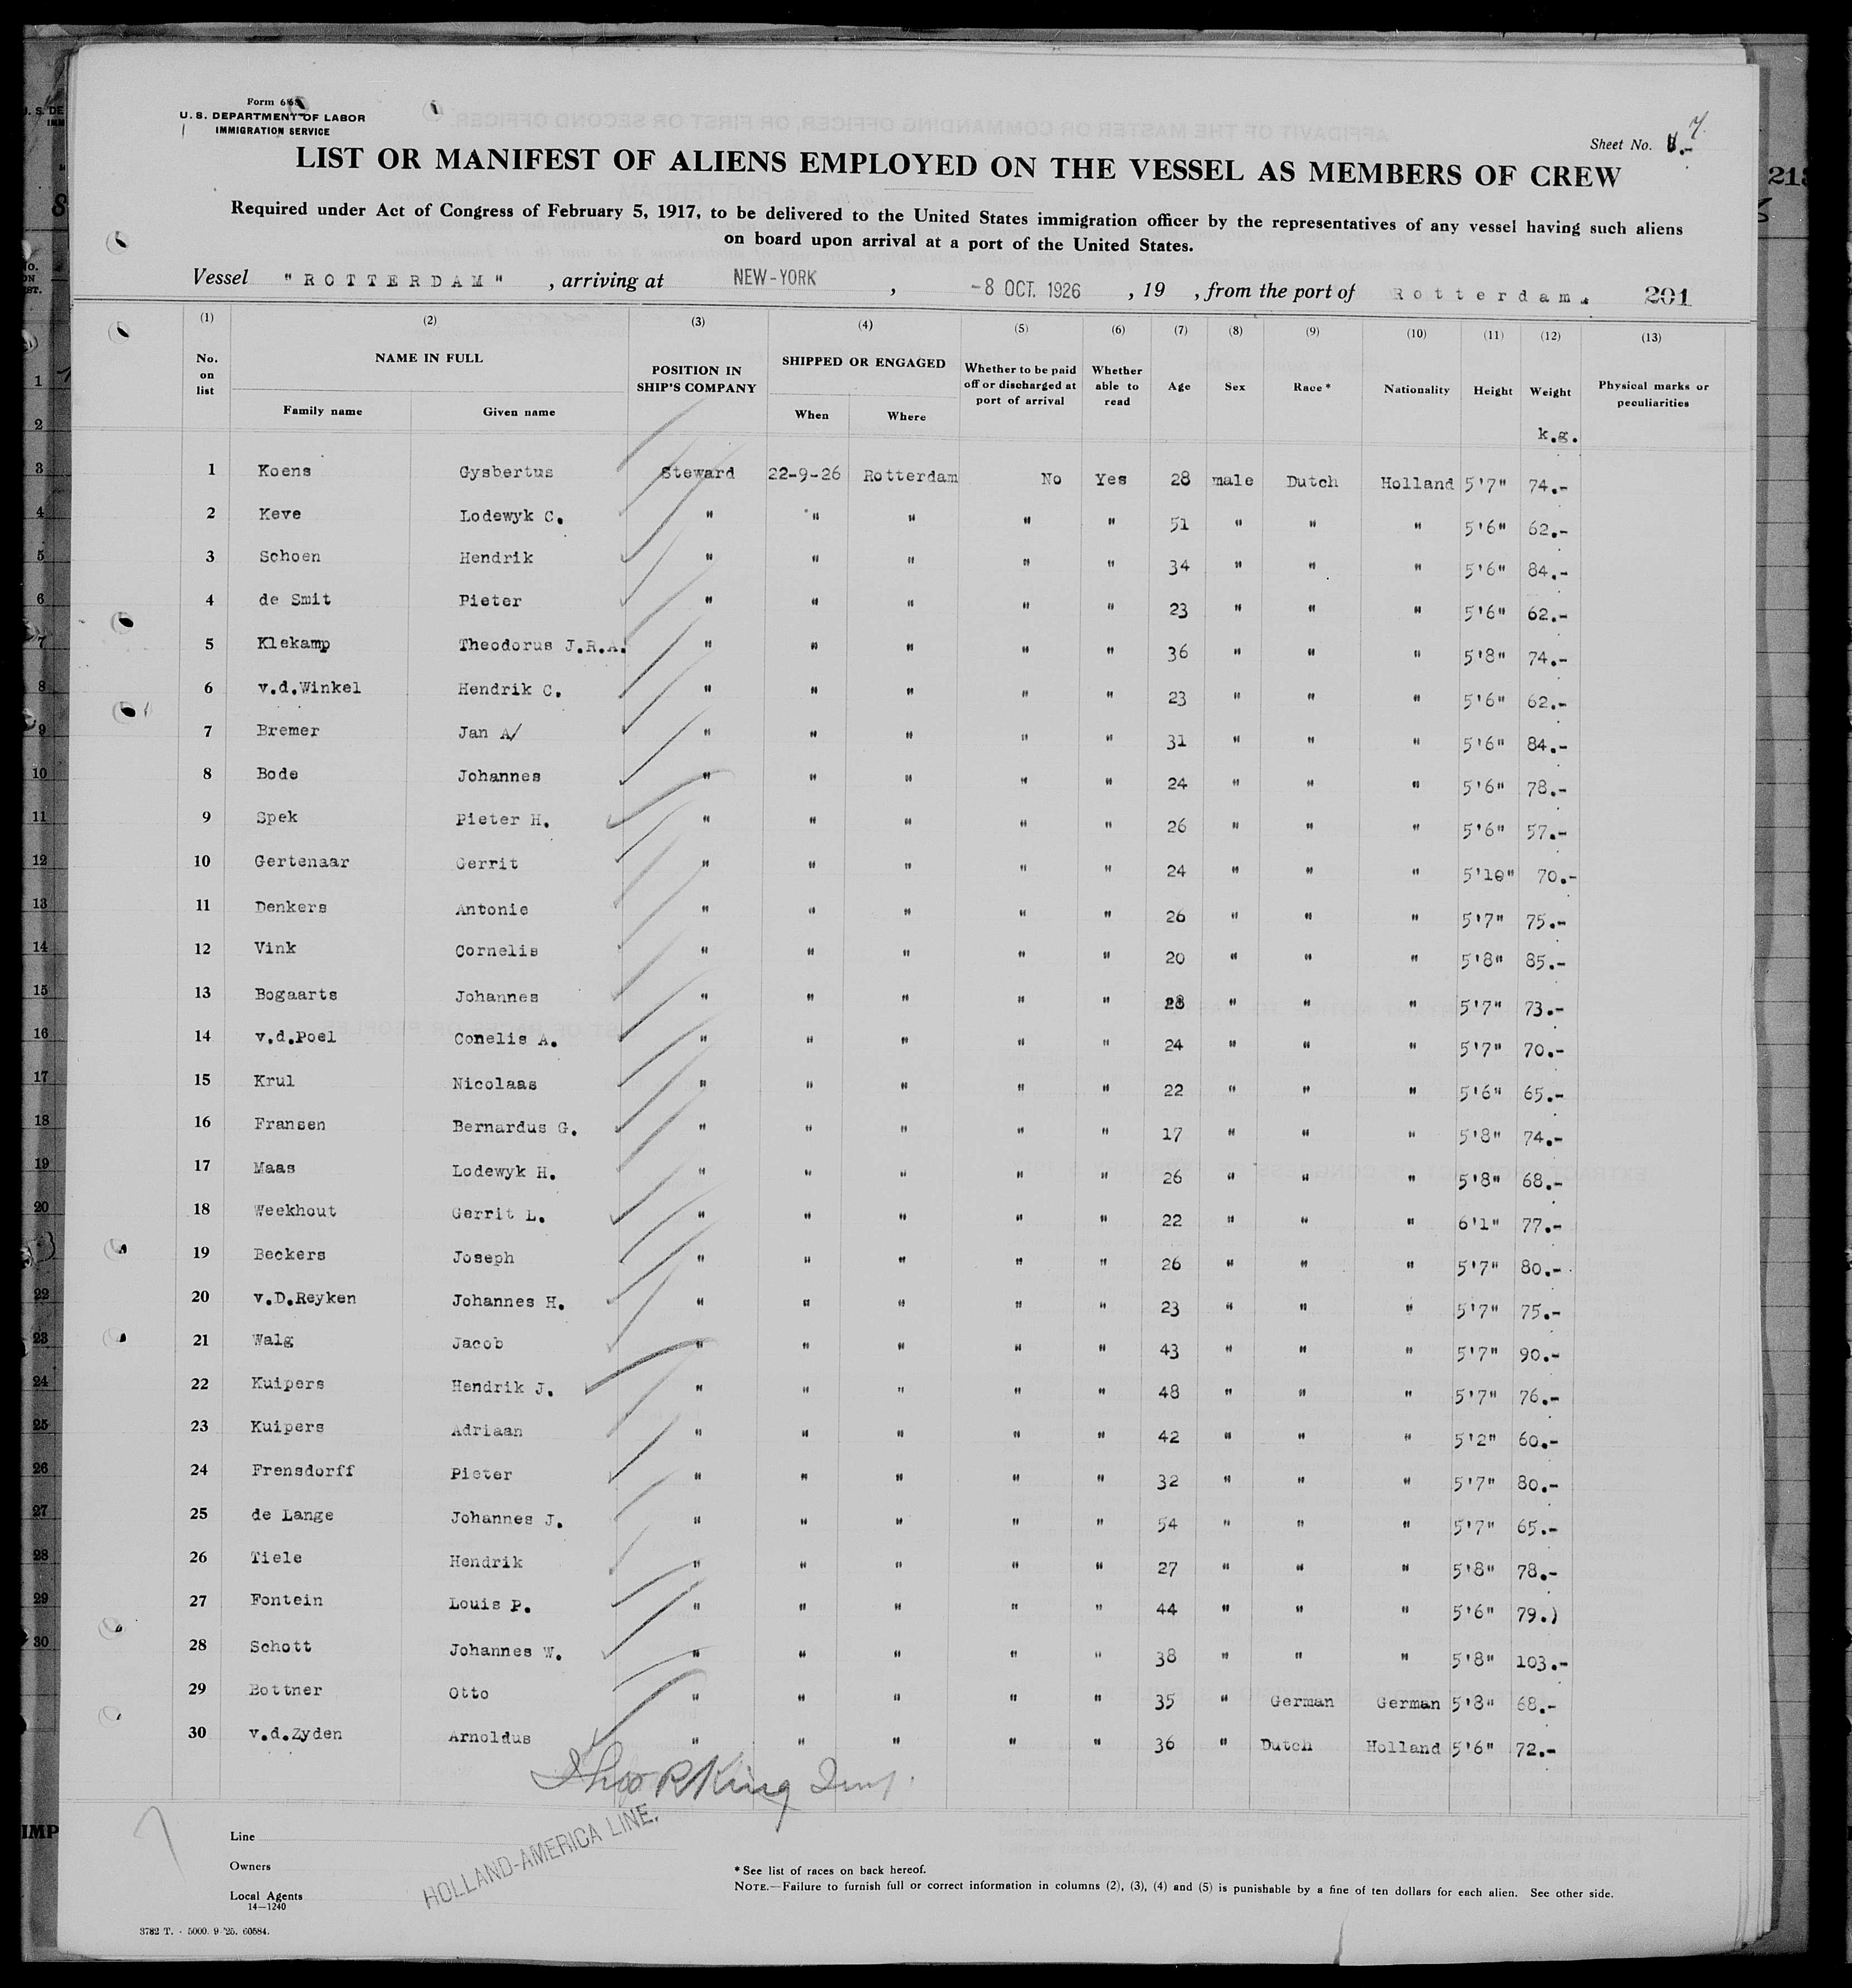 Form 6
U. S. DEPARTMENT OF LABOR
IMMIGRATION SERVICE
Sheet No. 7.
LIST OR MANIFEST OF ALIENS EMPLOYED ON THE VESSEL AS MEMBERS OF CREW
Required under Act of Congress of February 5, 1917, to be delivered to the United States immigration officer by the representatives of any vessel having such aliens
on board upon arrival at a port of the United States.
Vessel "ROTTERDAM", arriving at NEW-YORK, -8 OCT. 1926, 19 , from the port of Rotterdam. 201
(1) (2) (3) (4) (5) (6) (7) (8) (9) (10) (11) (12) (13)
No. on list NAME IN FULL Family name Given name POSITION IN SHIP'S COMPANY SHIPPED OR ENGAGED When Where Whether to be paid off or discharged at port of arrival Whether able to read Age Sex Race* Nationality Height Weight Physical marks or peculiarities
k.g.
1 Koens Gysbertus Steward 22-9-26 Rotterdam No Yes 28 male Dutch Holland 5'7" 74.-
2 Keve Lodewyk C. " " " " " 51 " " " 5'6" 62.-
3 Schoen Hendrik " " " " " 34 " " " 5'6" 84.-
4 de Smit Pieter " " " " " 23 " " " 5'6" 62.-
5 Klekamp Theodorus J.R.A. " " " " " 36 " " " 5'8" 74.-
6 v.d.Winkel Hendrik C. " " " " " 23 " " " 5'6" 62.-
7 Bremer Jan A/ " " " " " 31 " " " 5'6" 84.-
8 Bode Johannes " " " " " 24 " " " 5'6" 78.-
9 Spek Pieter H. " " " " " 26 " " " 5'6" 57.-
10 Gertenaar Gerrit " " " " " 24 " " " 5'10" 70.-
11 Denkers Antonie " " " " " 26 " " " 5'7" 75.-
12 Vink Cornelis " " " " " 20 " " " 5'8" 85.-
13 Bogaarts Johannes " " " " " 28 " " " 5'7" 73.-
14 v.d.Poel Conelis A. " " " " " 24 " " " 5'7" 70.-
15 Krul Nicolaas " " " " " 22 " " " 5'6" 65.-
16 Fransen Bernardus G. " " " " " 17 " " " 5'8" 74.-
17 Maas Lodewyk H. " " " " " 26 " " " 5'8" 68.-
18 Weekhout Gerrit L. " " " " " 22 " " " 6'1" 77.-
19 Beckers Joseph " " " " " 26 " " " 5'7" 80.-
20 v.D.Reyken Johannes H. " " " " " 23 " " " 5'7" 75.-
21 Walg Jacob " " " " " 43 " " " 5'7" 90.-
22 Kuipers Hendrik J. " " " " " 48 " " " 5'7" 76.-
23 Kuipers Adriaan " " " " " 42 " " " 5'2" 60.-
24 Frensdorff Pieter " " " " " 32 " " " 5'7" 80.-
25 de Lange Johannes J. " " " " " 54 " " " 5'7" 65.-
26 Tiele Hendrik " " " " " 27 " " " 5'8" 78.-
27 Fontein Louis P. " " " " " 44 " " " 5'6" 79.)
28 Schott Johannes W. " " " " " 38 " " " 5'8" 103.-
29 Bottner Otto " " " " " 35 " German German 5'8" 68.-
30 v.d.Zyden Arnoldus " " " " " 36 " Dutch Holland 5'6" 72.-
Thos R King Insp.
Line
Owners
Local Agents
14—1240
HOLLAND-AMERICA LINE.
* See list of races on back hereof.
NOTE.—Failure to furnish full or correct information in columns (2), (3), (4) and (5) is punishable by a fine of ten dollars for each alien. See other side.
3782 T. - 5000. 9-'25. 60584.